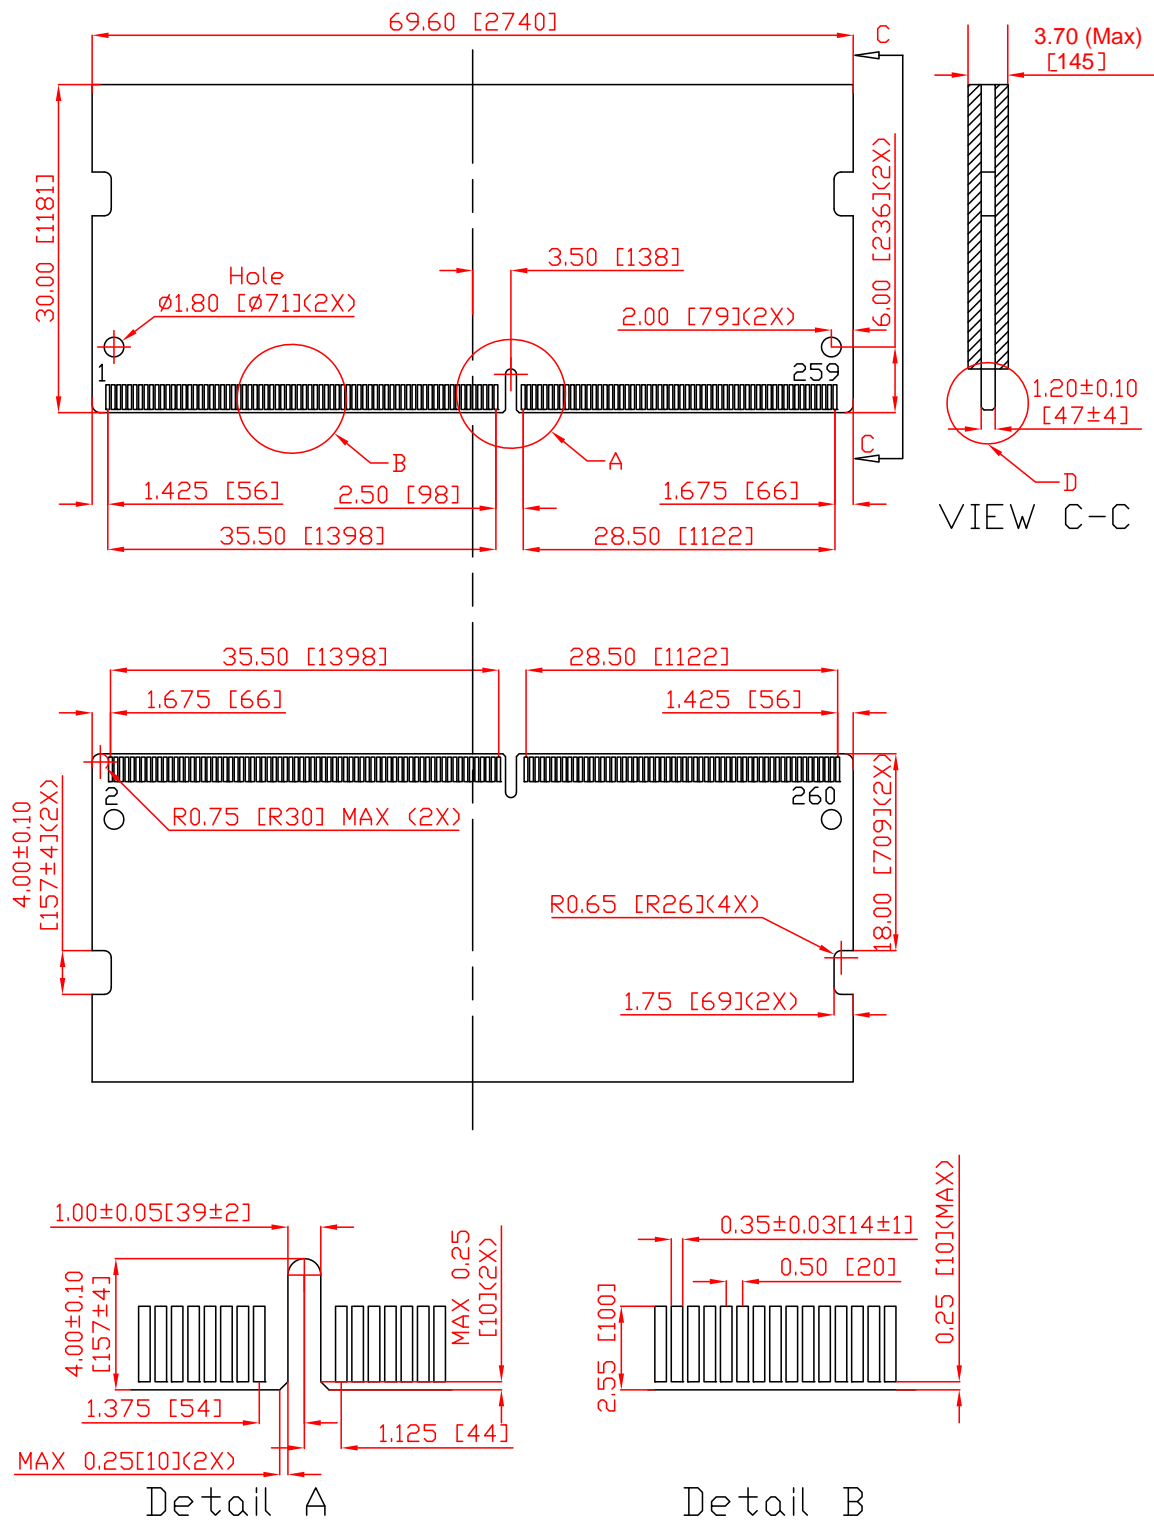 69.60 [2740]
C
3.70 (Max)
[145]
30.00 [1181]
6.00 [236](2X)
3.50 [138]
Hole
Ø1.80 [Ø71](2X)
2.00 [79](2X)
1
259
1.20±0.10
[47±4]
C
B
A
D
1.425 [56]
2.50 [98]
1.675 [66]
VIEW C-C
35.50 [1398]
28.50 [1122]
35.50 [1398]
28.50 [1122]
1.675 [66]
1.425 [56]
2
260
R0.75 [R30] MAX (2X)
4.00±0.10
[157±4](2X)
18.00 [709](2X)
R0.65 [R26](4X)
1.75 [69](2X)
1.00±0.05[39±2]
MAX 0.25
[10](2X)
4.00±0.10
[157±4]
1.375 [54]
1.125 [44]
MAX 0.25[10](2X)
Detail A
0.35±0.03[14±1]
0.50 [20]
0.25 [10](MAX)
2.55 [100]
Detail B